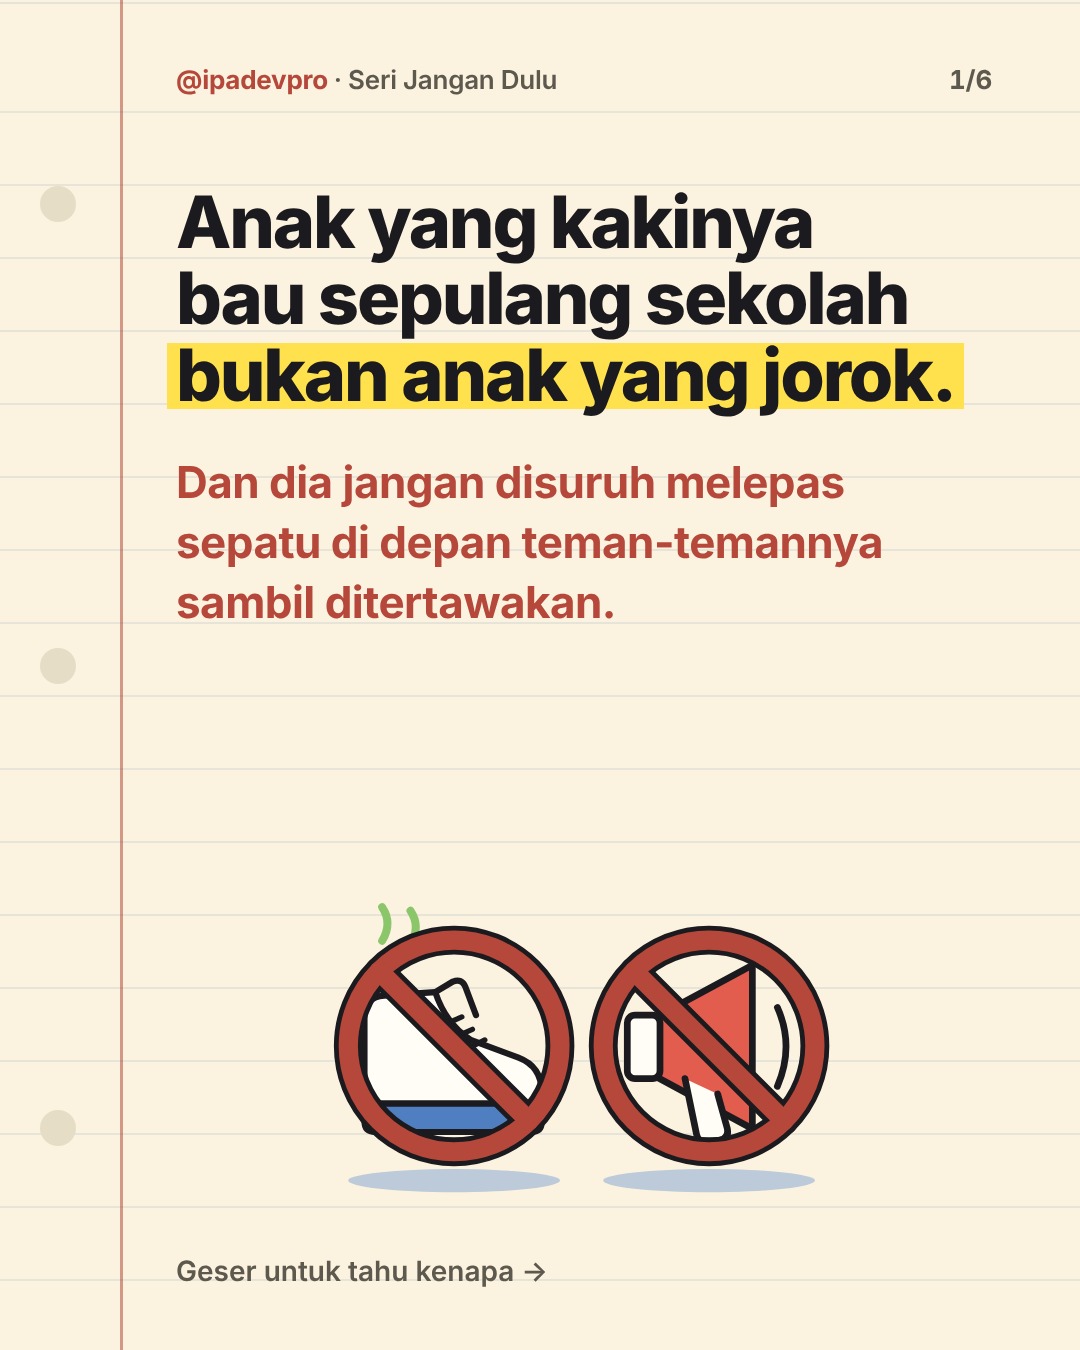 @ipadevpro · Seri Jangan Dulu
1/6
Anak yang kakinya
bau sepulang sekolah
bukan anak yang jorok.
Dan dia jangan disuruh melepas
sepatu di depan teman-temannya
sambil ditertawakan.
Geser untuk tahu kenapa →